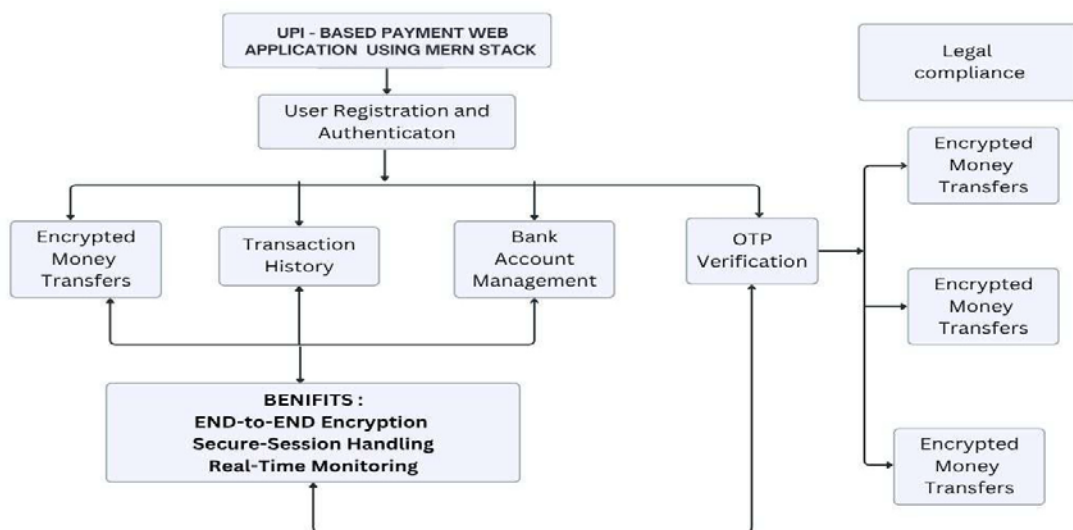 UPI - BASED PAYMENT WEB
APPLICATION USING MERN STACK
Legal
compliance
User Registration and
Authenticaton
Encrypted
Money
Transfers
Encrypted
Money
Transfers
Transaction
History
Bank
Account
Management
OTP
Verification
Encrypted
Money
Transfers
BENIFITS :
END-to-END Encryption
Secure-Session Handling
Real-Time Monitoring
Encrypted
Money
Transfers